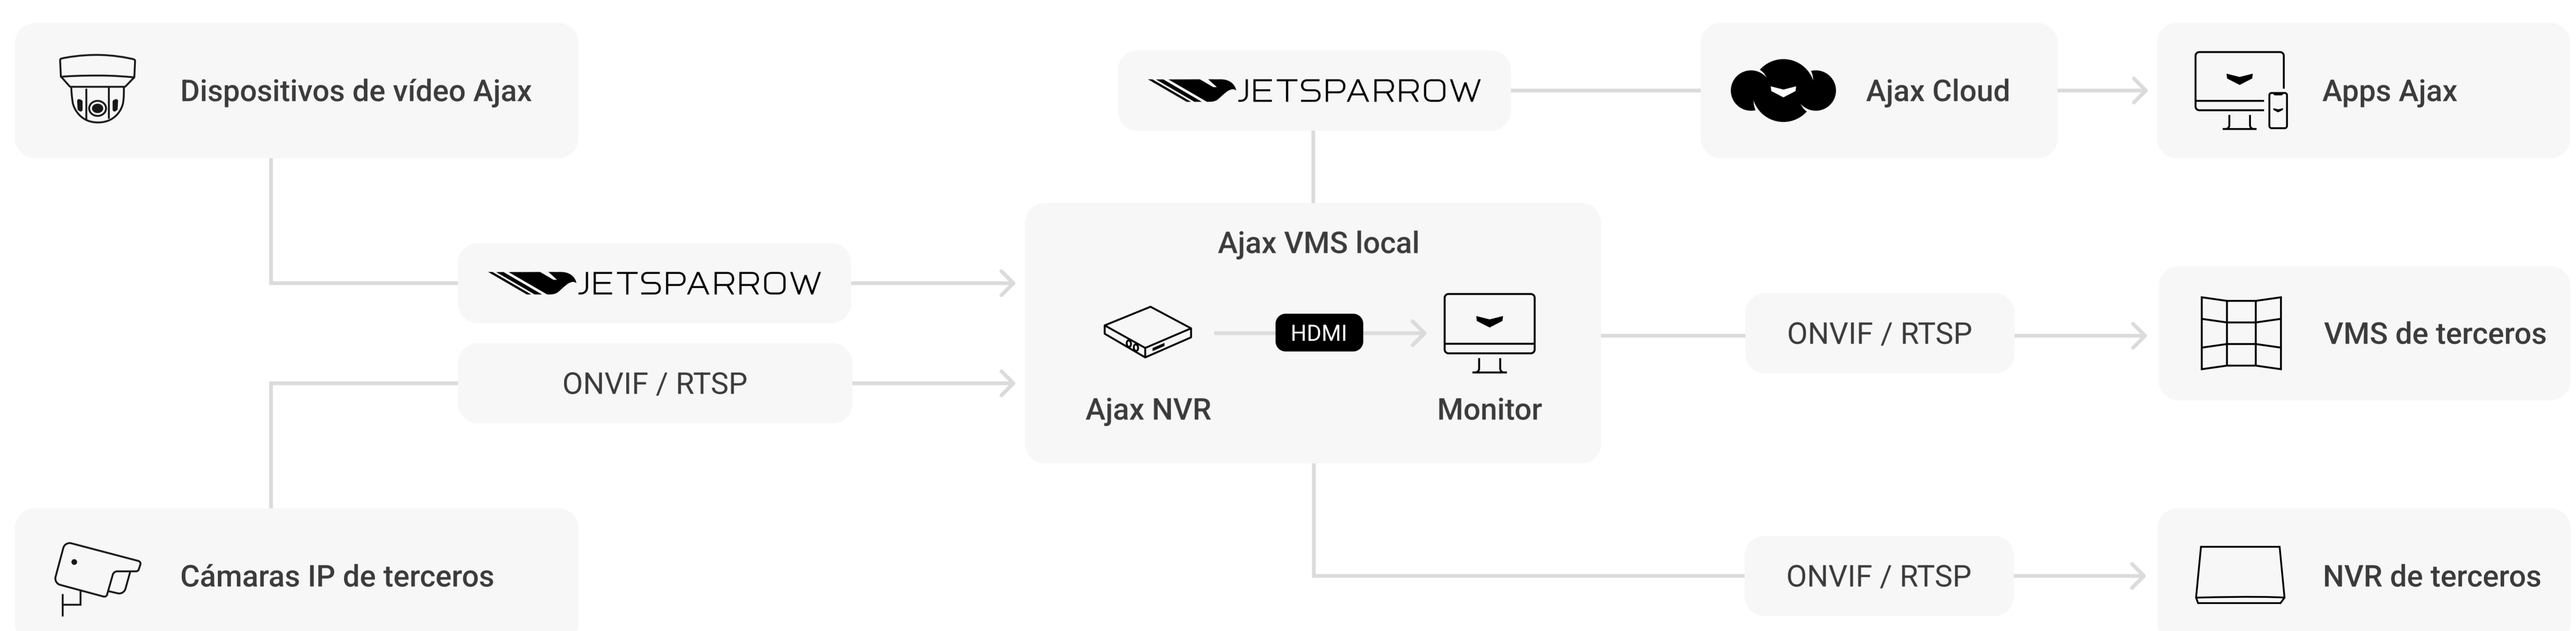 Dispositivos de vídeo Ajax
JETSPARROW
Ajax Cloud
Apps Ajax
JETSPARROW
ONVIF / RTSP
Ajax VMS local
HDMI
Ajax NVR
Monitor
ONVIF / RTSP
VMS de terceros
Cámaras IP de terceros
ONVIF / RTSP
NVR de terceros